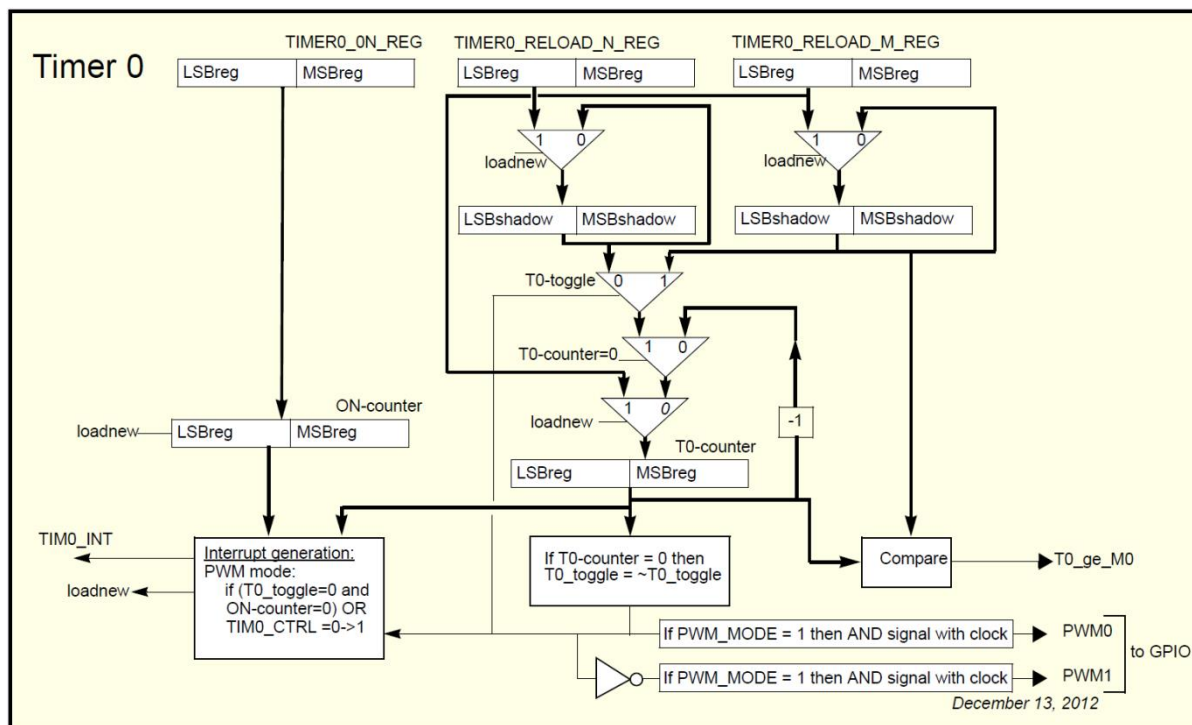 Timer 0
TIMER0_0N_REG
TIMER0_RELOAD_N_REG
TIMER0_RELOAD_M_REG
LSBreg
MSBreg
LSBreg
MSBreg
LSBreg
MSBreg
1 0
loadnew
1 0
loadnew
LSBshadow
MSBshadow
LSBshadow
MSBshadow
T0-toggle
0 1
T0-counter=0
1 0
loadnew
1 0
-1
ON-counter
loadnew
LSBreg
MSBreg
T0-counter
LSBreg
MSBreg
TIM0_INT
loadnew
Interrupt generation:
PWM mode:
if (T0_toggle=0 and
ON-counter=0) OR
TIM0_CTRL =0->1
If T0-counter = 0 then
T0_toggle = ~T0_toggle
Compare
T0_ge_M0
If PWM_MODE = 1 then AND signal with clock
PWM0
to GPIO
If PWM_MODE = 1 then AND signal with clock
PWM1
December 13, 2012